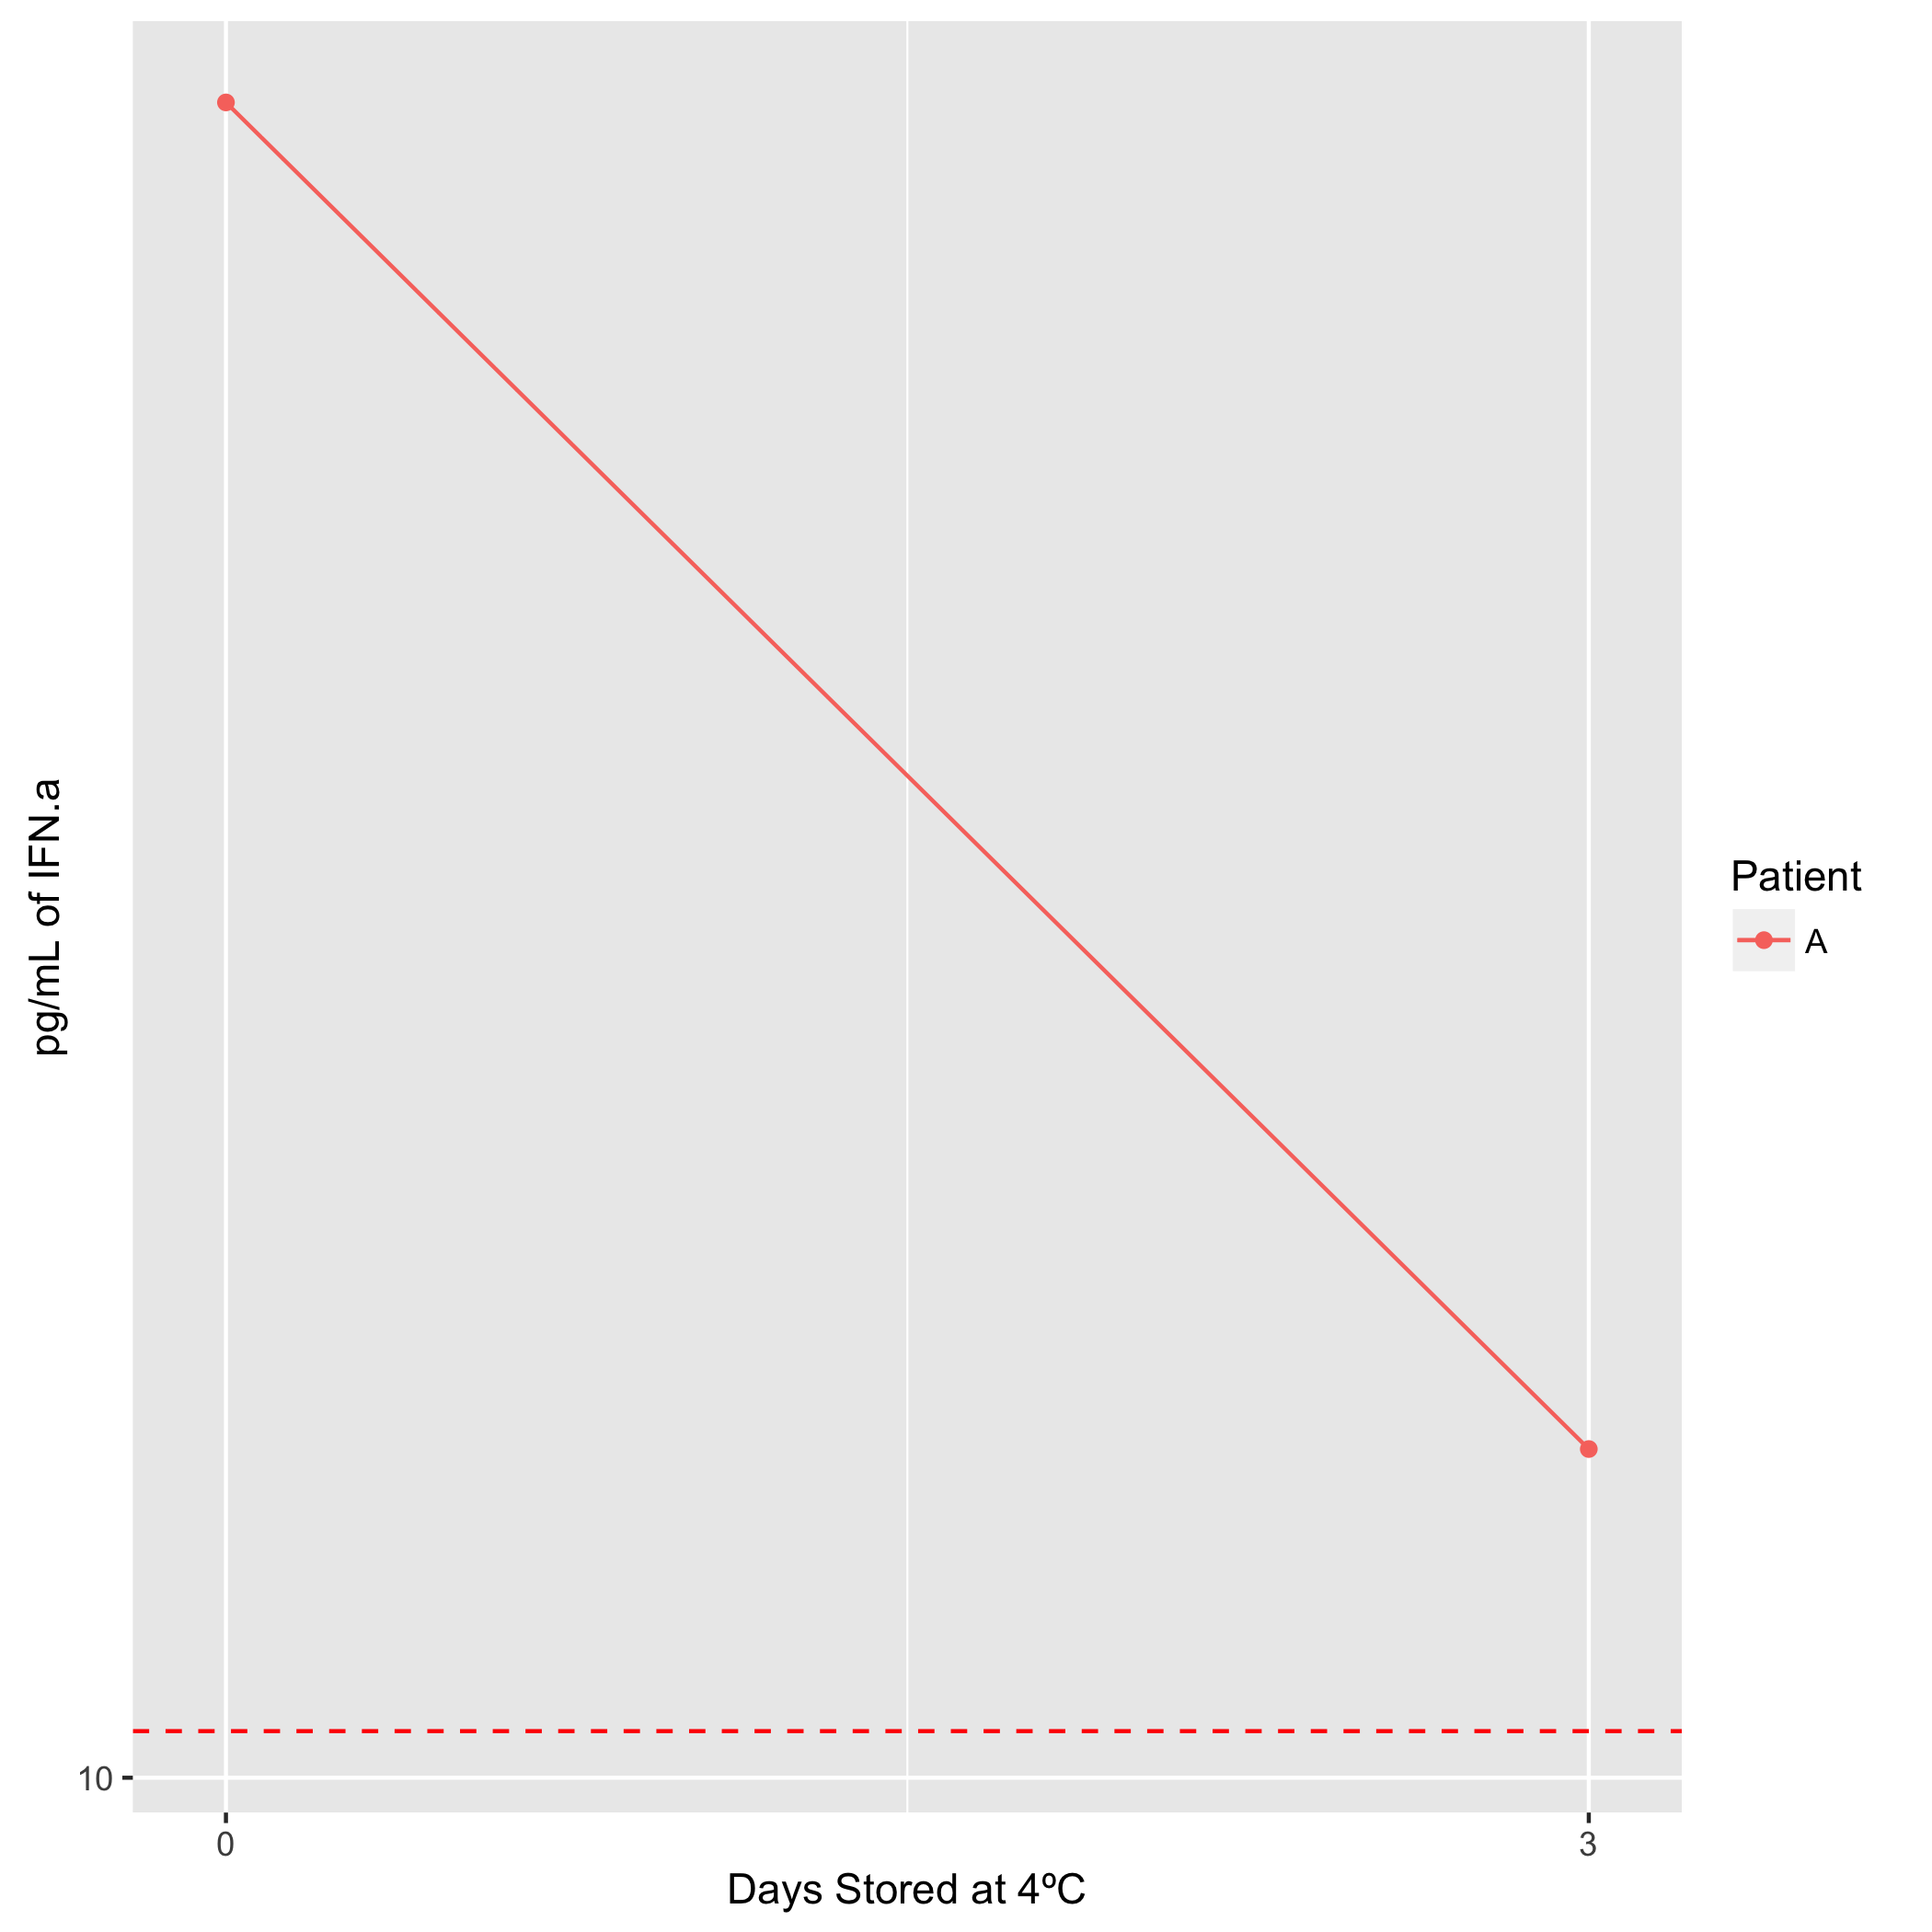 pg/mL of IFN.a
10
0
3
Days Stored at 4ºC
Patient
A